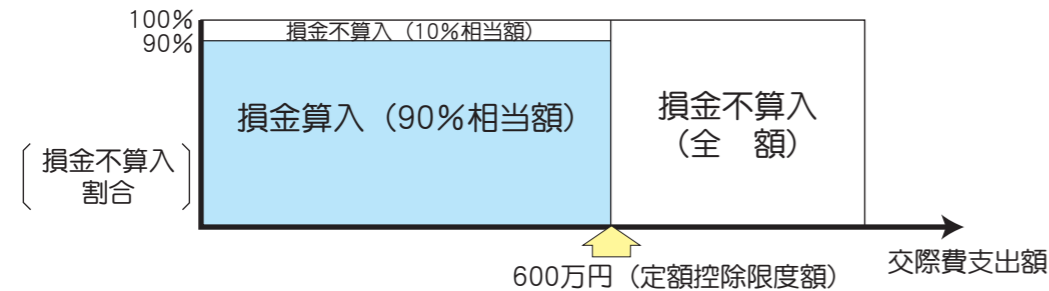 100%
損金不算入（10%相当額）
90%
損金算入（90%相当額）
損金不算入
（全　額）
損金不算入
割合
交際費支出額
600万円（定額控除限度額）